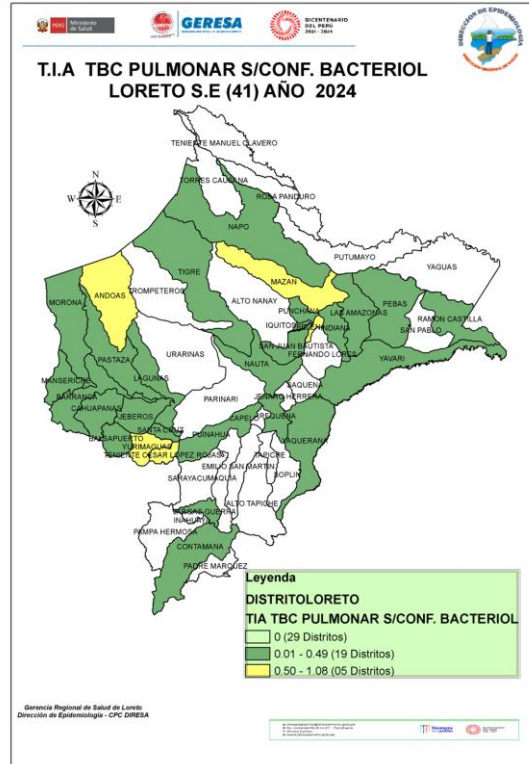 PERÚ Ministerio de Salud
GERESA
BICENTENARIO DEL PERÚ 2021 - 2024
DIRECCION DE EPIDEMIOLOGIA
T.I.A TBC PULMONAR S/CONF. BACTERIOL
LORETO S.E (41) AÑO 2024
N
W E
S
TENIENTE MANUEL CLAVERO
TORRES CAUSANA
ROSA PANDURO
NAPO
PUTUMAYO
YAGUAS
TIGRE
MAZAN
ANDOAS
TROMPETEROS
ALTO NANAY
MORONA
PUNCHANA
LAS AMAZONAS
PEBAS
RAMON CASTILLA
IQUITOS
INDIANA
SAN PABLO
SAN JUAN BAUTISTA
FERNANDO LORES
URARINAS
PASTAZA
NAUTA
YAVARI
LAGUNAS
MANSERICHE
SAQUENA
BARRANCA
PARINARI
JENARO HERRERA
CAHUAPANAS
JEBEROS
CAPELO
REQUENA
SANTA CRUZ
PUINAHUA
YAQUERANA
BALSAPUERTO
YURIMAGUAS
TENIENTE CESAR LOPEZ ROJAS
TAPICHE
EMILIO SAN MARTIN
SOPLIN
SARAYACU
MAQUIA
ALTO TAPICHE
VARGAS GUERRA
INAHUAYA
PAMPA HERMOSA
CONTAMANA
PADRE MARQUEZ
Leyenda
DISTRITOLORETO
TIA TBC PULMONAR S/CONF. BACTERIOL
0 (29 Distritos)
0.01 - 0.49 (19 Distritos)
0.50 - 1.08 (05 Distritos)
Gerencia Regional de Salud de Loreto
Dirección de Epidemiologia - CPC DIRESA